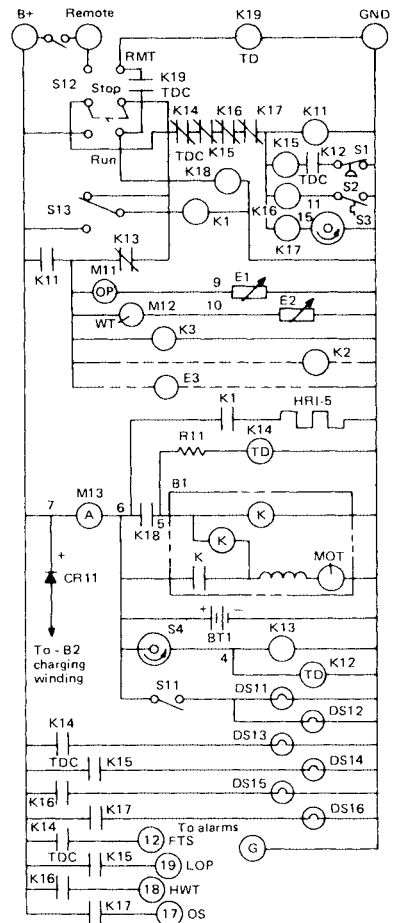 B+ Remote K19 GND
RMT TD
S12 Stop K19 TDC
K14 K16 K17 K11
TDC K15 K15 K12 S1
Run K18 TDC S2
S13 K1 K16 11 S3
15
K17
K13
K11 M11
OP 9 E1
M12 10 E2
WT
K3
K2
E3
K1 HRI-5
R11 K14
TD
M13 B1
7 A 6 5
K18 K
K
+ K MOT
CR11
+ −
BT1
To - B2
charging
winding
S4 K13
4 K12
TD
S11 DS11
DS12
K14 DS13
TDC K15 DS14
K16 DS15
K17 DS16
K14 To alarms
12 FTS G
TDC K15 19 LOP
K16 18 HWT
K17 17 OS